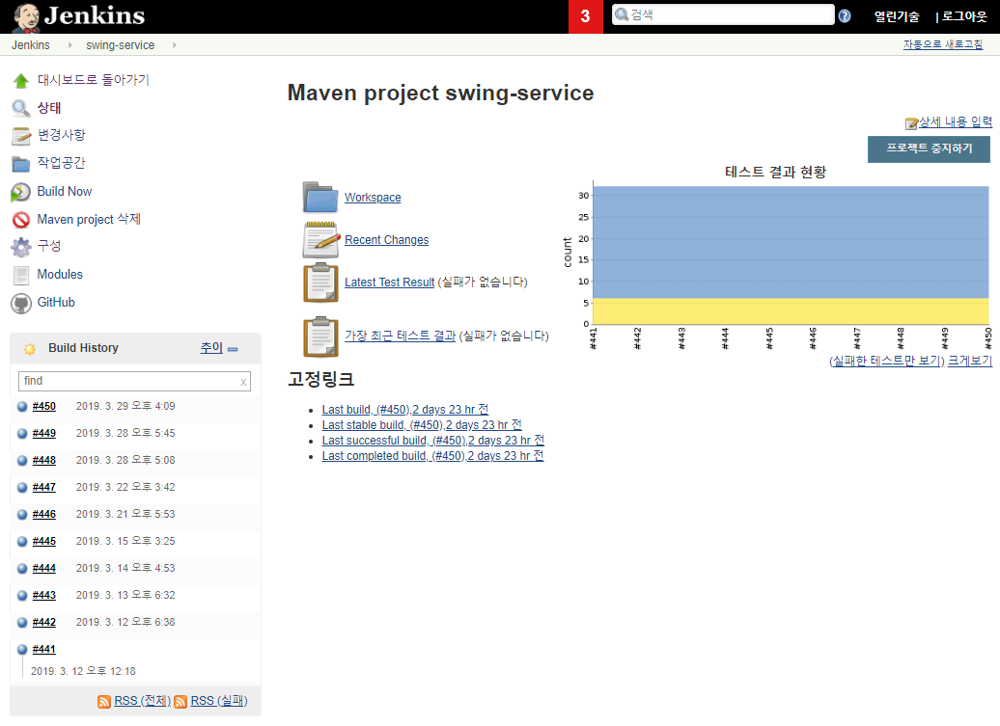 Jenkins
3
검색
열린기술 | 로그아웃
Jenkins swing-service
자동으로 새로고침
대시보드로 돌아가기
상태
변경사항
작업공간
Build Now
Maven project 삭제
구성
Modules
GitHub
Build History 추이
find x
#450 2019. 3. 29 오후 4:09
#449 2019. 3. 28 오후 5:45
#448 2019. 3. 28 오후 5:08
#447 2019. 3. 22 오후 3:42
#446 2019. 3. 21 오후 5:53
#445 2019. 3. 15 오후 3:25
#444 2019. 3. 14 오후 4:53
#443 2019. 3. 13 오후 6:32
#442 2019. 3. 12 오후 6:38
#441
2019. 3. 12 오후 12:18
RSS (전체) RSS (실패)
Maven project swing-service
상세 내용 입력
프로젝트 중지하기
Workspace
Recent Changes
Latest Test Result (실패가 없습니다)
가장 최근 테스트 결과 (실패가 없습니다)
테스트 결과 현황
count
30
25
20
15
10
5
0
#441 #442 #443 #444 #445 #446 #447 #448 #449 #450
(실패한 테스트만 보기) 크게보기
고정링크
Last build, (#450),2 days 23 hr 전
Last stable build, (#450),2 days 23 hr 전
Last successful build, (#450),2 days 23 hr 전
Last completed build, (#450),2 days 23 hr 전